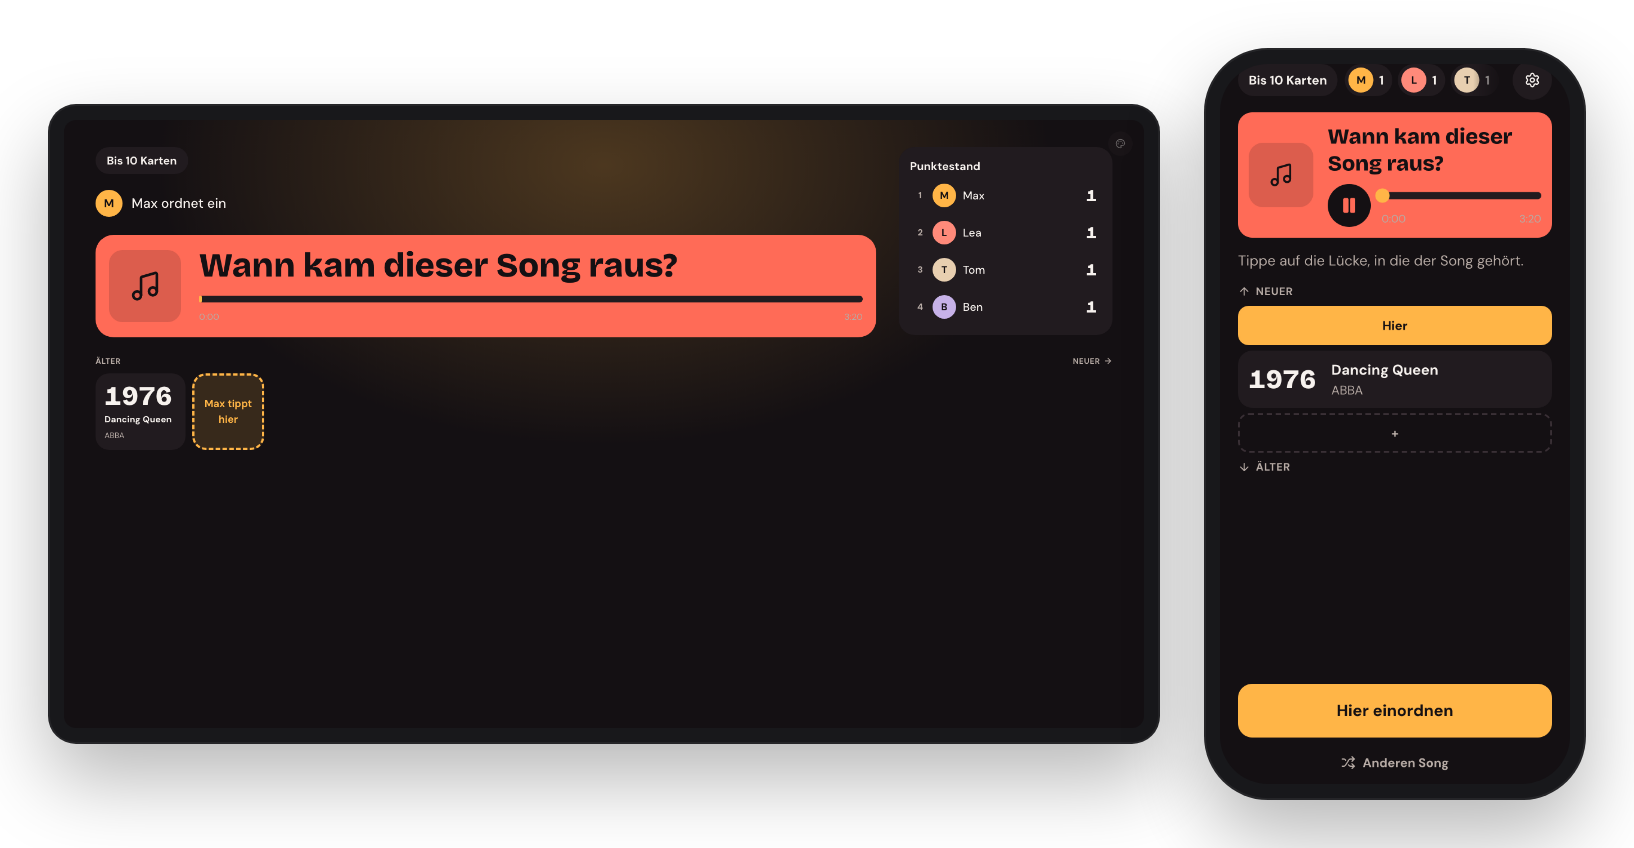 Bis 10 Karten
M Max ordnet ein
Wann kam dieser Song raus?
0:00 3:20
Punktestand
1 M Max 1
2 L Lea 1
3 T Tom 1
4 B Ben 1
ÄLTER
NEUER →
1976
Dancing Queen
ABBA
Max tippt
hier
Bis 10 Karten M 1 L 1 T 1
Wann kam dieser
Song raus?
0:00 3:20
Tippe auf die Lücke, in die der Song gehört.
↑ NEUER
Hier
1976 Dancing Queen
ABBA
+
↓ ÄLTER
Hier einordnen
Anderen Song